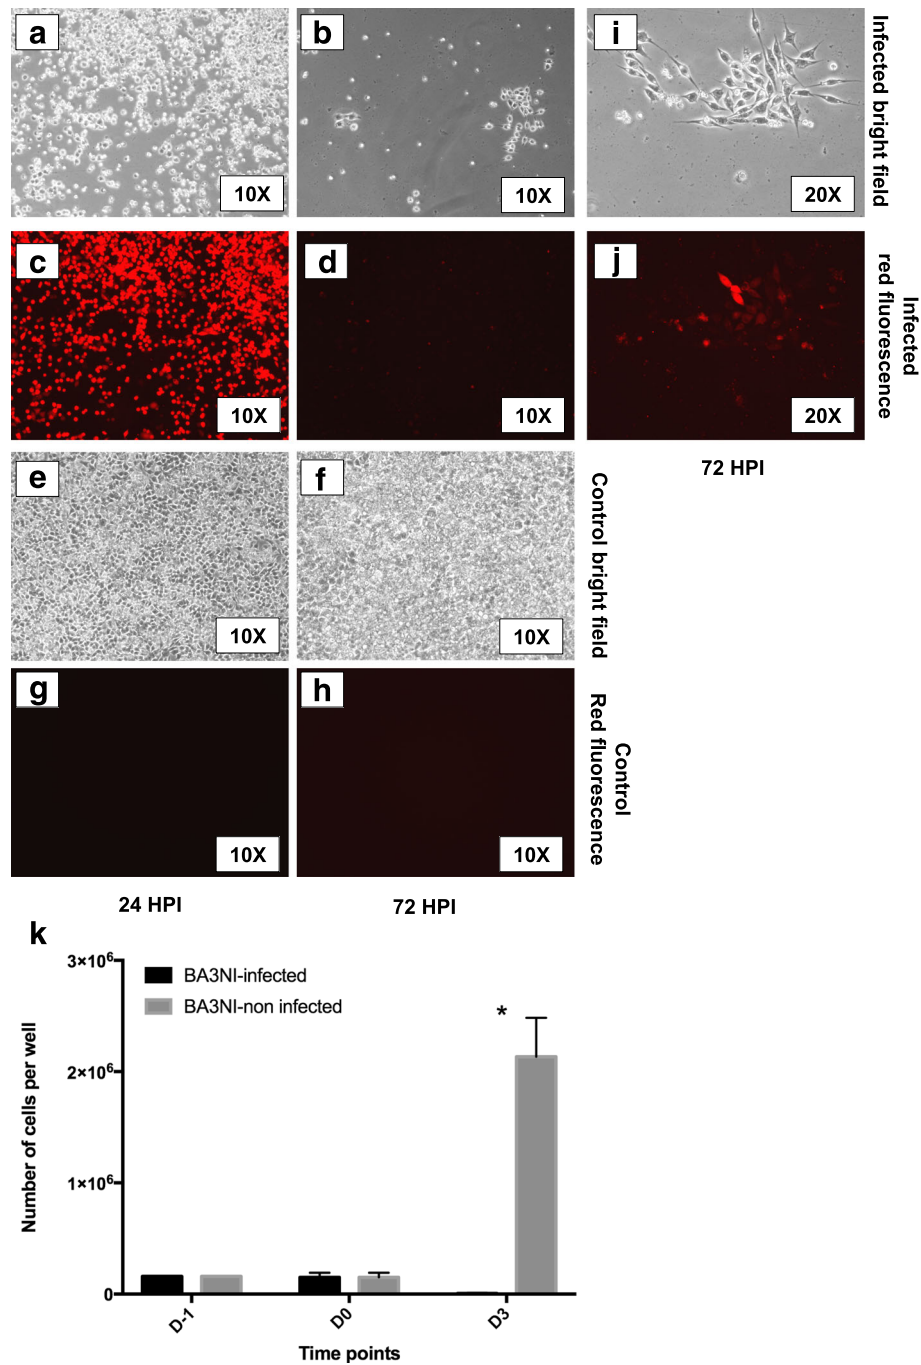 a
b
i
10X
10X
20X
Infected bright field
c
d
j
10X
10X
20X
Infected
red fluorescence
72 HPI
e
f
10X
10X
Control bright field
g
h
10X
10X
Control
Red fluorescence
24 HPI
72 HPI
k
3×10⁶
BA3NI-infected
BA3NI-non infected
*
2×10⁶
1×10⁶
0
Number of cells per well
D-1
D0
D3
Time points